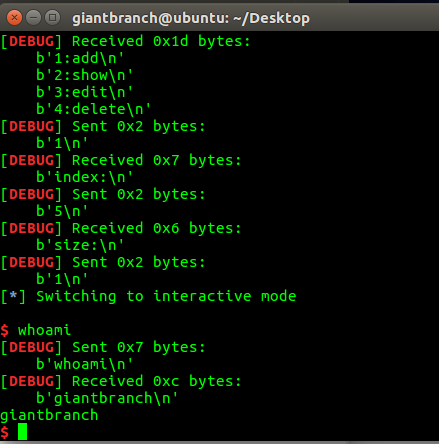 giantbranch@ubuntu: ~/Desktop
[DEBUG] Received 0x1d bytes:
    b'1:add\n'
    b'2:show\n'
    b'3:edit\n'
    b'4:delete\n'
[DEBUG] Sent 0x2 bytes:
    b'1\n'
[DEBUG] Received 0x7 bytes:
    b'index:\n'
[DEBUG] Sent 0x2 bytes:
    b'5\n'
[DEBUG] Received 0x6 bytes:
    b'size:\n'
[DEBUG] Sent 0x2 bytes:
    b'1\n'
[*] Switching to interactive mode
$ whoami
[DEBUG] Sent 0x7 bytes:
    b'whoami\n'
[DEBUG] Received 0xc bytes:
    b'giantbranch\n'
giantbranch
$